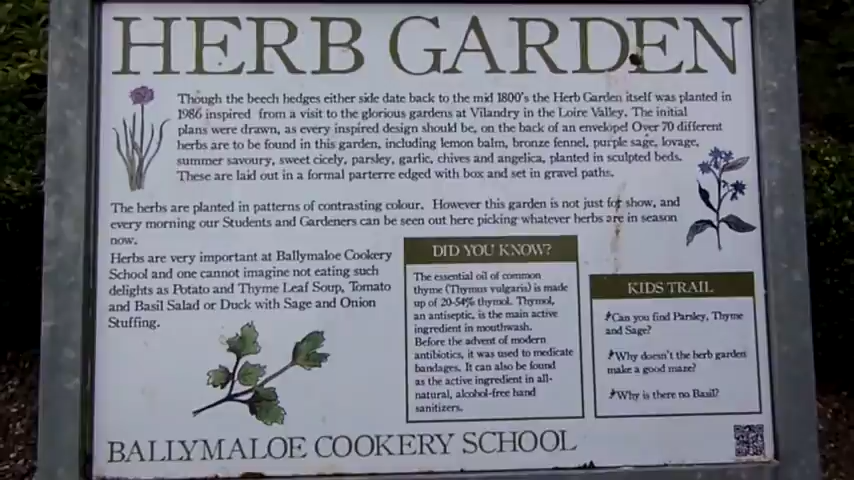 HERB GARDEN
Though the beech hedges either side date back to the mid 1800's the Herb Garden itself was planted in
1986 inspired from a visit to the glorious gardens at Vilandry in the Loire Valley. The initial
plans were drawn, as every inspired design should be, on the back of an envelope! Over 70 different
herbs are to be found in this garden, including lemon balm, bronze fennel, purple sage, lovage,
summer savoury, sweet cicely, parsley, garlic, chives and angelica, planted in sculpted beds.
These are laid out in a formal parterre edged with box and set in gravel paths.
The herbs are planted in patterns of contrasting colour. However this garden is not just for show, and
every morning our Students and Gardeners can be seen out here picking whatever herbs are in season
now.
Herbs are very important at Ballymaloe Cookery
School and one cannot imagine not eating such
delights as Potato and Thyme Leaf Soup, Tomato
and Basil Salad or Duck with Sage and Onion
Stuffing.
DID YOU KNOW?
The essential oil of common
thyme (Thymus vulgaris) is made
up of 20-54% thymol. Thymol,
an antiseptic, is the main active
ingredient in mouthwash.
Before the advent of modern
antibiotics, it was used to medicate
bandages. It can also be found
as the active ingredient in all-
natural, alcohol-free hand
sanitizers.
KIDS TRAIL
Can you find Parsley, Thyme
and Sage?
Why doesn't the herb garden
make a good maze?
Why is there no Basil?
BALLYMALOE COOKERY SCHOOL